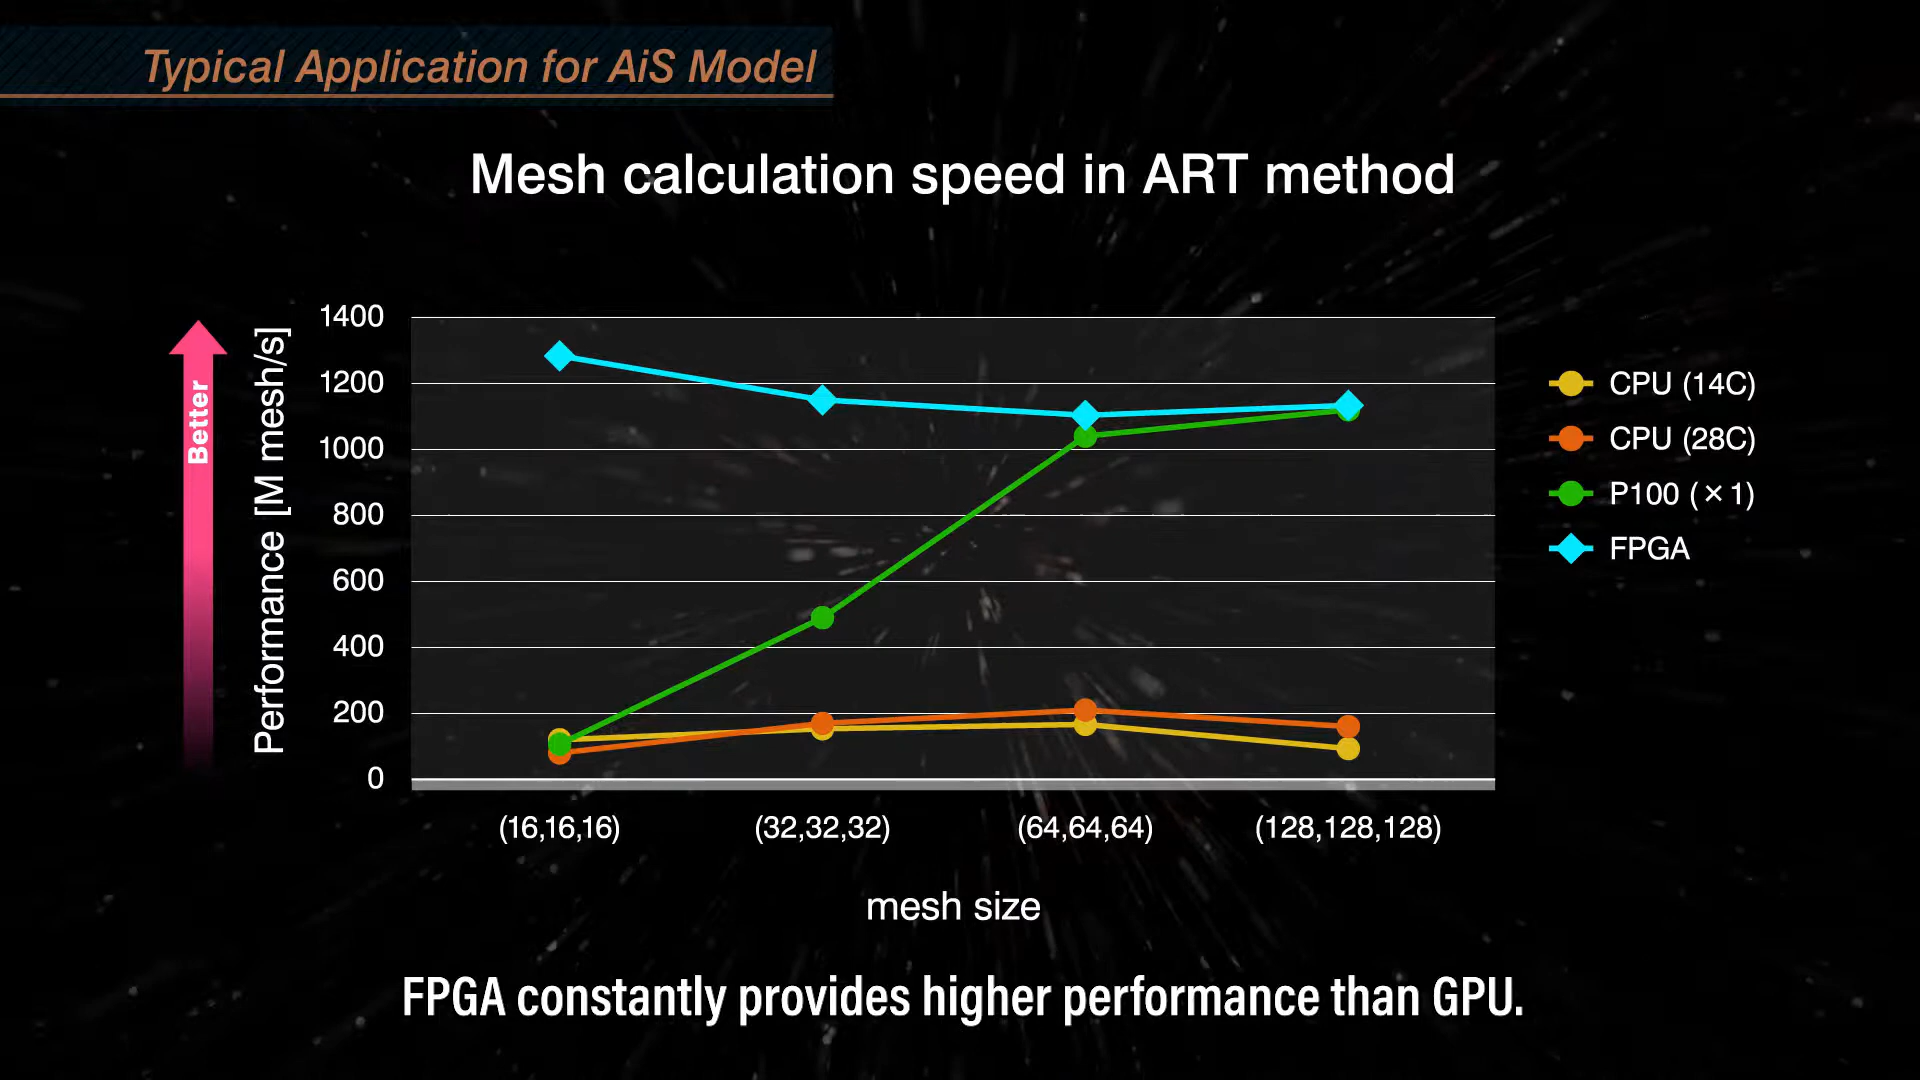 Typical Application for AiS Model
Mesh calculation speed in ART method
Better
Performance [M mesh/s]
1400
1200
1000
800
600
400
200
0
(16,16,16)
(32,32,32)
(64,64,64)
(128,128,128)
mesh size
CPU (14C)
CPU (28C)
P100 (×1)
FPGA
FPGA constantly provides higher performance than GPU.